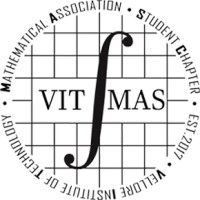 MATHEMATICAL ASSOCIATION • STUDENT CHAPTER • EST.2017 • VELLORE INSTITUTE OF TECHNOLOGY •
VIT MAS